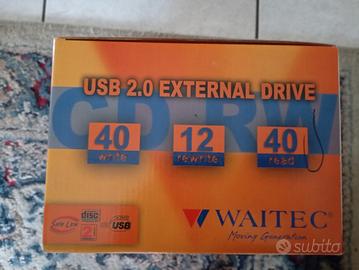 USB 2.0 EXTERNAL DRIVE
CD RW
40 12 40
write rewrite read
disc
USB
WAITEC®
Moving Generation
subito